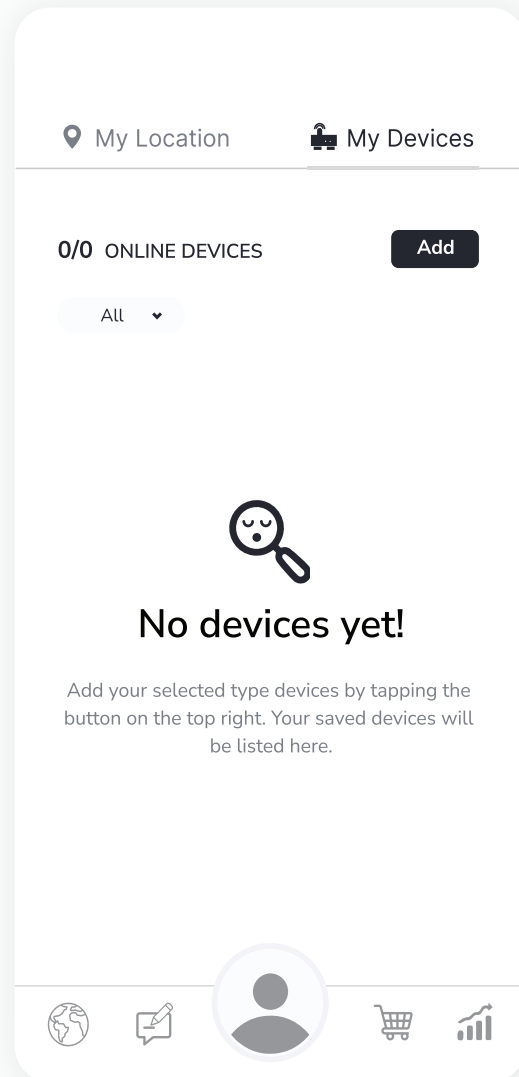 My Location
My Devices
0/0 ONLINE DEVICES
Add
All
No devices yet!
Add your selected type devices by tapping the
button on the top right. Your saved devices will
be listed here.